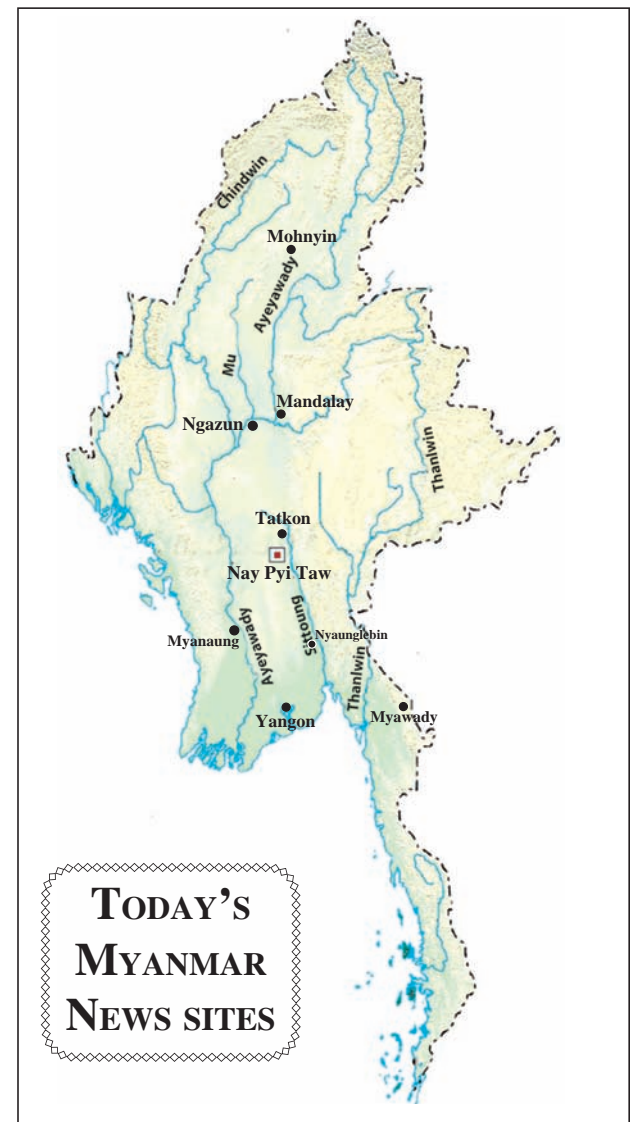 Chindwin
Mohnyin
Ayeyawady
Mu
Mandalay
Ngazun
Thanlwin
Tatkon
Nay Pyi Taw
Sittoung
Nyaunglebin
Myanaung
Ayeyawady
Thanlwin
Yangon
Myawady
TODAY'S
MYANMAR
NEWS SITES